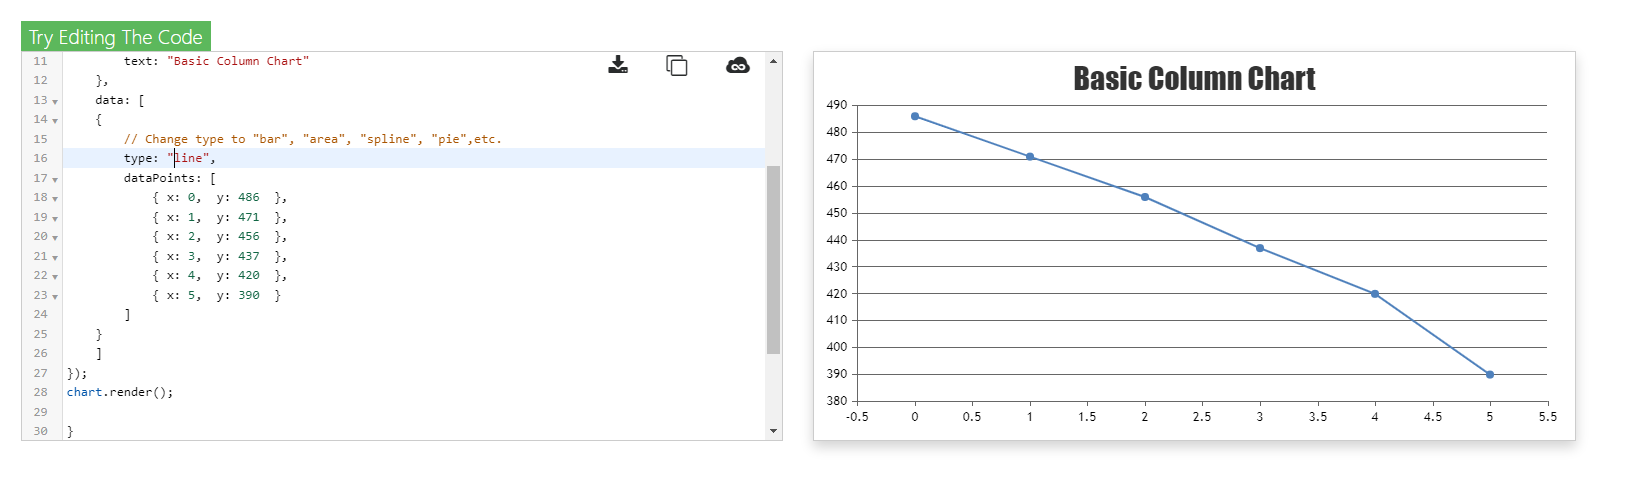 Try Editing The Code
11 text: "Basic Column Chart"
12 },
13 data: [
14 {
15 // Change type to "bar", "area", "spline", "pie",etc.
16 type: "line",
17 dataPoints: [
18 { x: 0, y: 486 },
19 { x: 1, y: 471 },
20 { x: 2, y: 456 },
21 { x: 3, y: 437 },
22 { x: 4, y: 420 },
23 { x: 5, y: 390 }
24 ]
25 }
26 ]
27 });
28 chart.render();
29
30 }
Basic Column Chart
490
480
470
460
450
440
430
420
410
400
390
380
-0.5 0 0.5 1 1.5 2 2.5 3 3.5 4 4.5 5 5.5